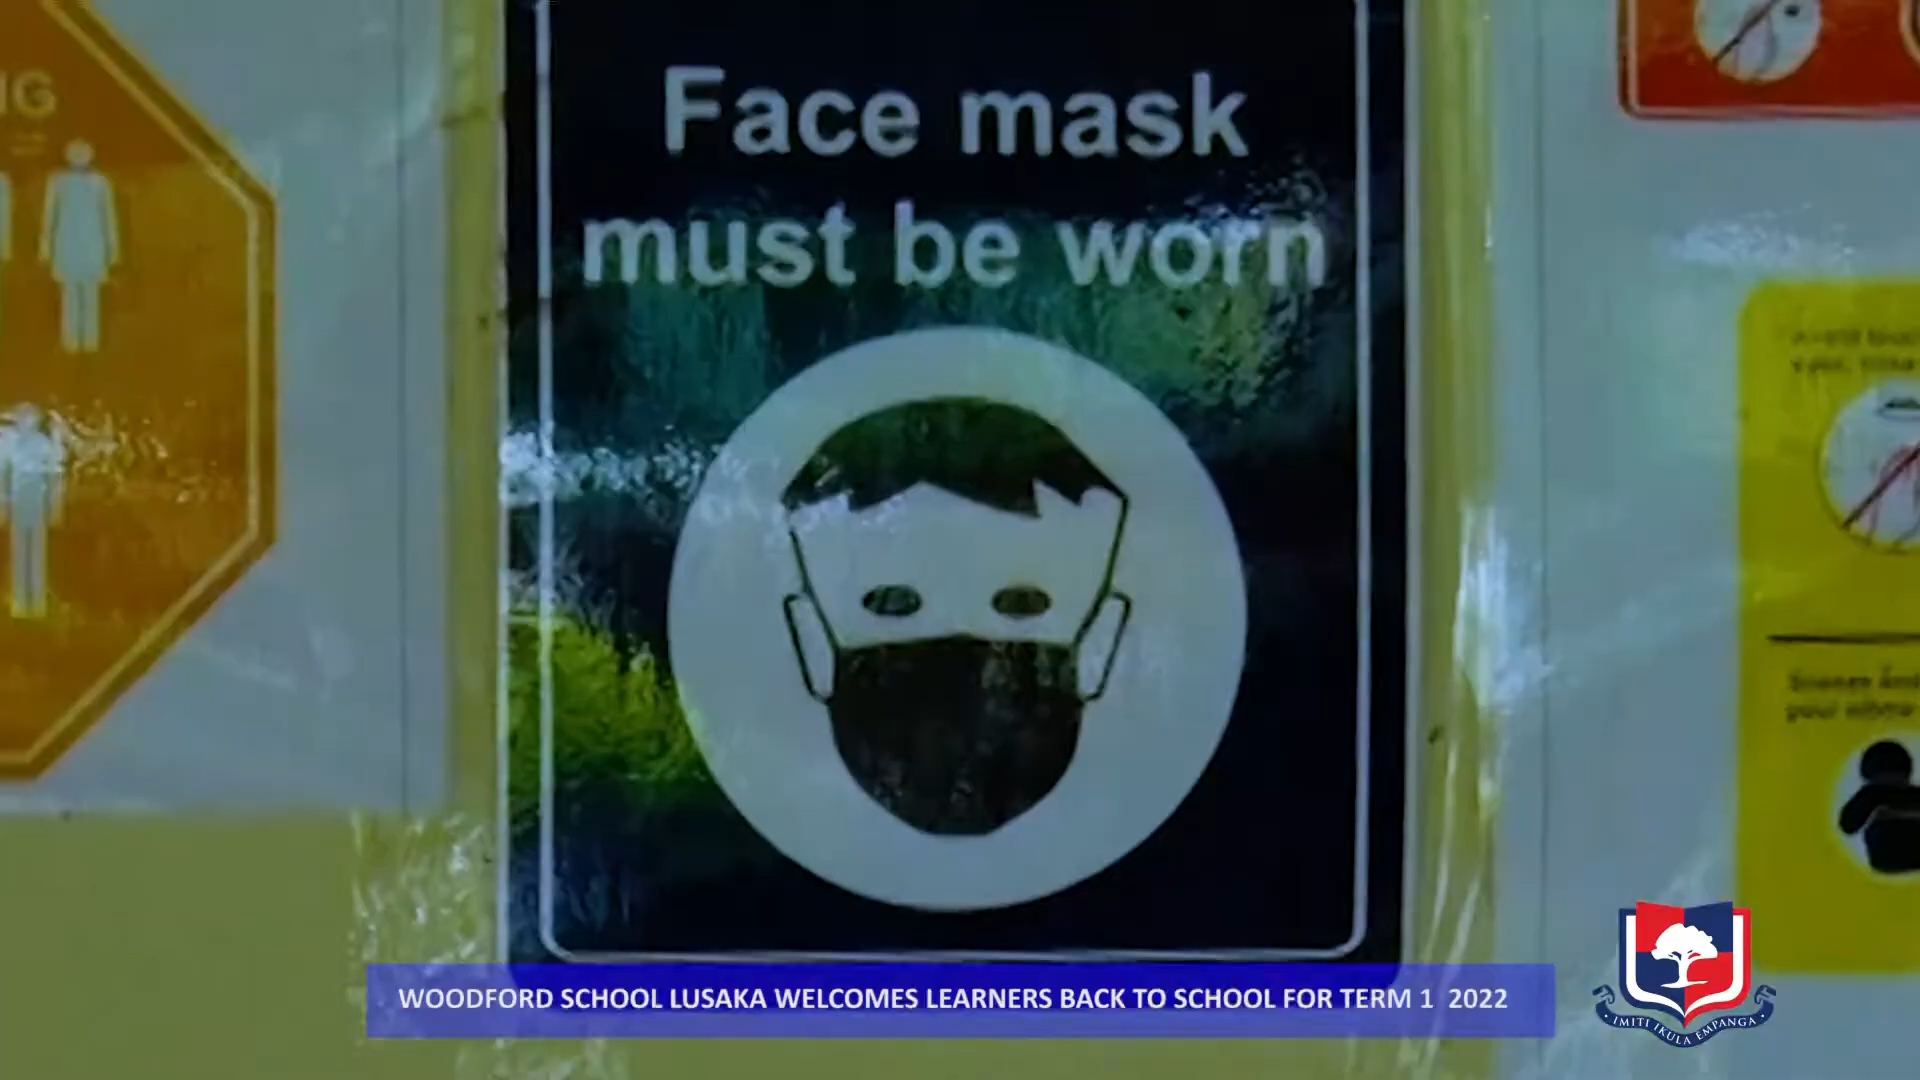 Face mask
must be worn
WOODFORD SCHOOL LUSAKA WELCOMES LEARNERS BACK TO SCHOOL FOR TERM 1 2022
IMITI IKULA EMPANGA